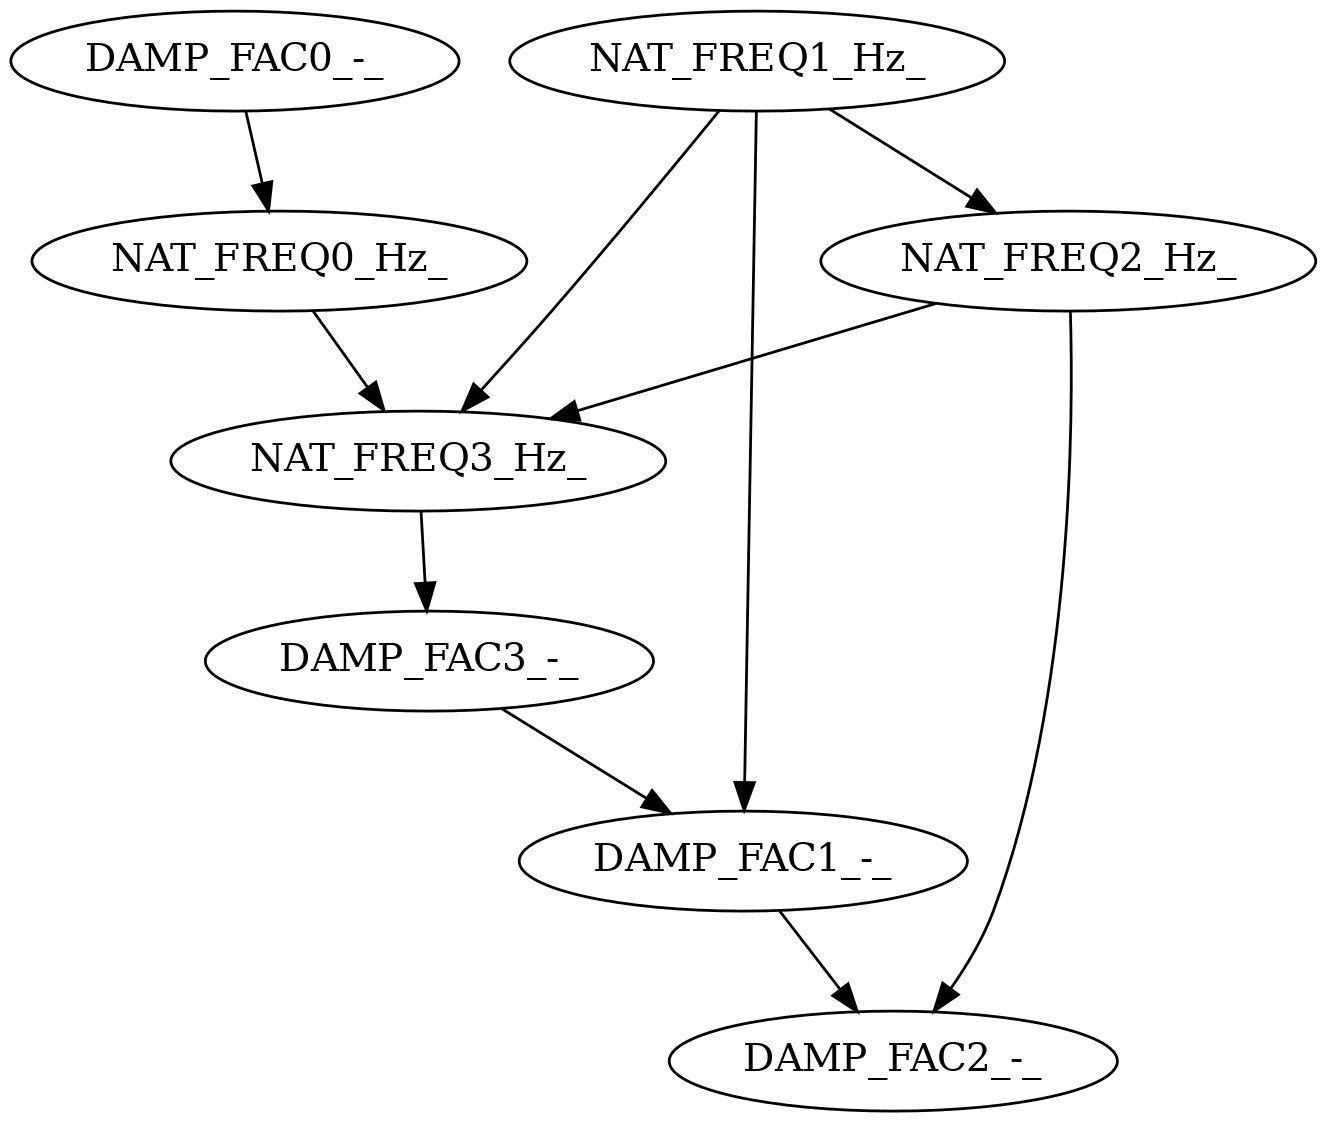 DAMP_FAC0_-_
NAT_FREQ1_Hz_
NAT_FREQ0_Hz_
NAT_FREQ2_Hz_
NAT_FREQ3_Hz_
DAMP_FAC3_-_
DAMP_FAC1_-_
DAMP_FAC2_-_